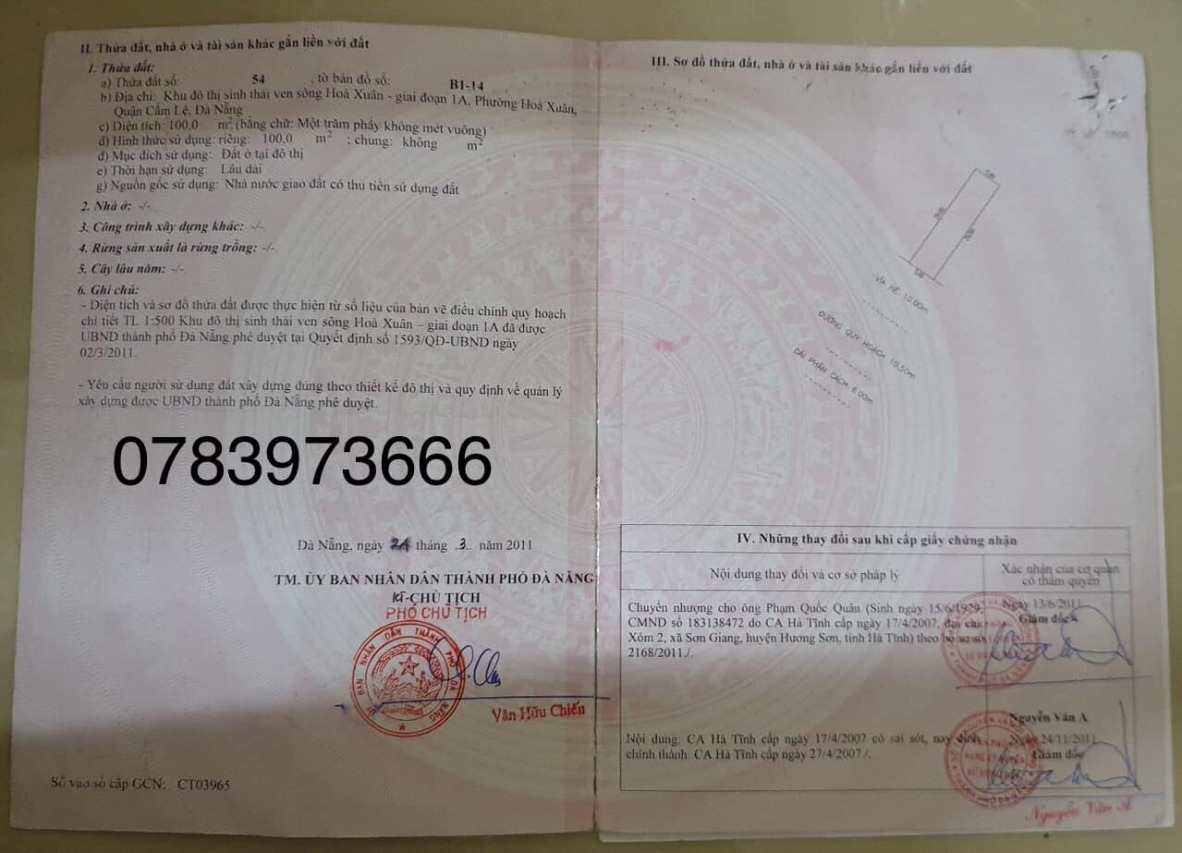 II. Thửa đất, nhà ở và tài sản khác gắn liền với đất
1. Thửa đất:
a) Thửa đất số: 54 , tờ bản đồ số: B1-14
b) Địa chỉ: Khu đô thị sinh thái ven sông Hoà Xuân - giai đoạn 1A, Phường Hoà Xuân,
Quận Cẩm Lệ, Đà Nẵng
c) Diện tích: 100,0 m² (bằng chữ: Một trăm phẩy không mét vuông)
d) Hình thức sử dụng: riêng: 100,0 m² ; chung: không m²
đ) Mục đích sử dụng: Đất ở tại đô thị
e) Thời hạn sử dụng: Lâu dài
g) Nguồn gốc sử dụng: Nhà nước giao đất có thu tiền sử dụng đất
2. Nhà ở: -/-
3. Công trình xây dựng khác: -/-
4. Rừng sản xuất là rừng trồng: -/-
5. Cây lâu năm: -/-
6. Ghi chú:
- Diện tích và sơ đồ thửa đất được thực hiện từ số liệu của bản vẽ điều chỉnh quy hoạch
chi tiết TL 1:500 Khu đô thị sinh thái ven sông Hoà Xuân – giai đoạn 1A đã được
UBND thành phố Đà Nẵng phê duyệt tại Quyết định số 1593/QĐ-UBND ngày
02/3/2011.
- Yêu cầu người sử dụng đất xây dựng đúng theo thiết kế đô thị và quy định về quản lý
xây dựng được UBND thành phố Đà Nẵng phê duyệt.
0783973666
Đà Nẵng, ngày 24 tháng .3.. năm 2011
TM. ỦY BAN NHÂN DÂN THÀNH PHỐ ĐÀ NẴNG
KT-CHỦ TỊCH
PHÓ CHỦ TỊCH
Văn Hữu Chiến
Số vào sổ cấp GCN: CT03965
III. Sơ đồ thửa đất, nhà ở và tài sản khác gắn liền với đất
VỈA HÈ 10.00m
ĐƯỜNG QUY HOẠCH 10.50m
DẢI PHÂN CÁCH 6.00m
IV. Những thay đổi sau khi cấp giấy chứng nhận
Nội dung thay đổi và cơ sở pháp lý
Xác nhận của cơ quan
có thẩm quyền
Chuyển nhượng cho ông Phạm Quốc Quân (Sinh ngày 15/6/1979,
CMND số 183138472 do CA Hà Tĩnh cấp ngày 17/4/2007, địa chỉ:
Xóm 2, xã Sơn Giang, huyện Hương Sơn, tỉnh Hà Tĩnh) theo hồ sơ số
2168/2011./.
Ngày 13/6/2011
Giám đốc
Nguyễn Văn A
Nội dung: CA Hà Tĩnh cấp ngày 17/4/2007 có sai sót, nay đính
chính thành: CA Hà Tĩnh cấp ngày 27/4/2007./.
Ngày 24/11/2011
Giám đốc
Nguyễn Văn A